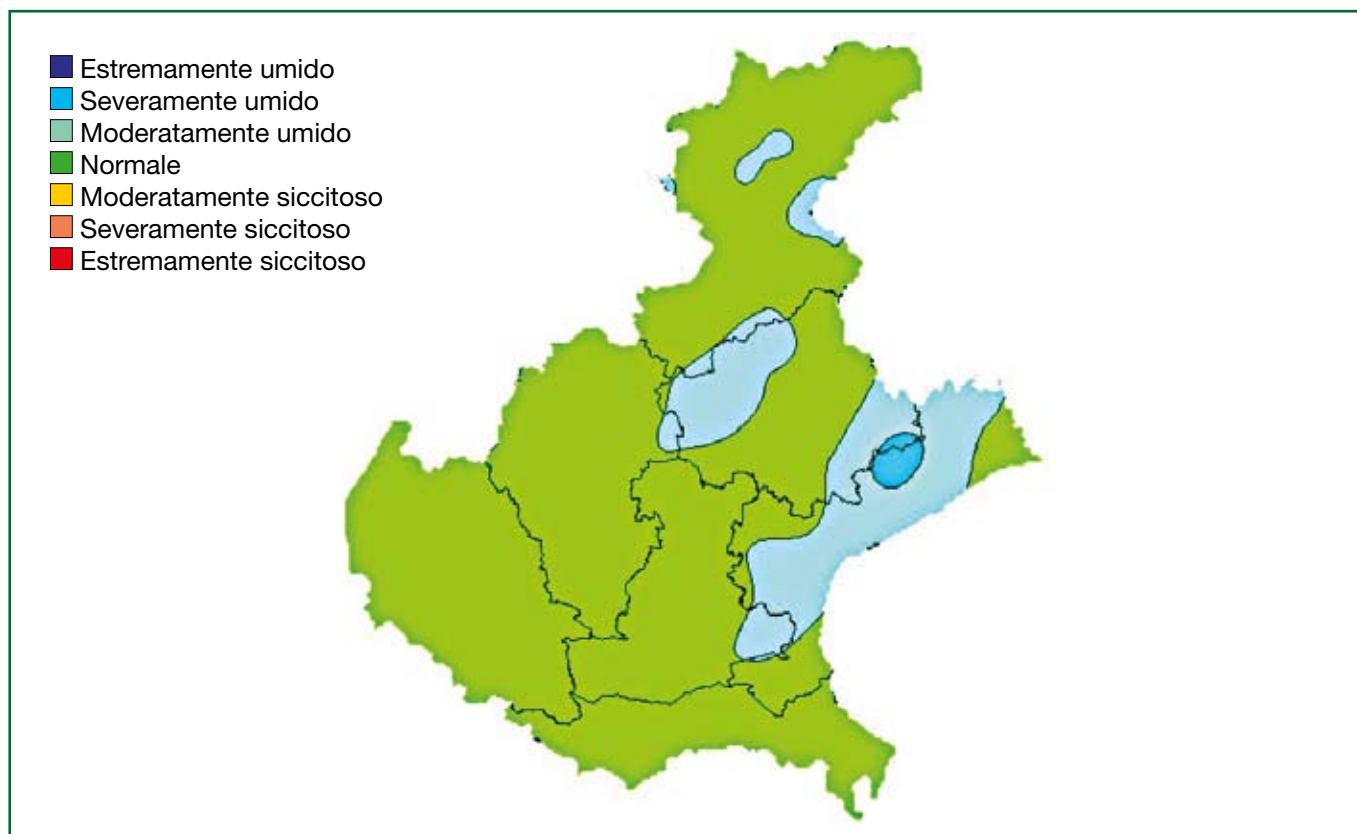 Estremamente umido
Severamente umido
Moderatamente umido
Normale
Moderatamente siccitoso
Severamente siccitoso
Estremamente siccitoso